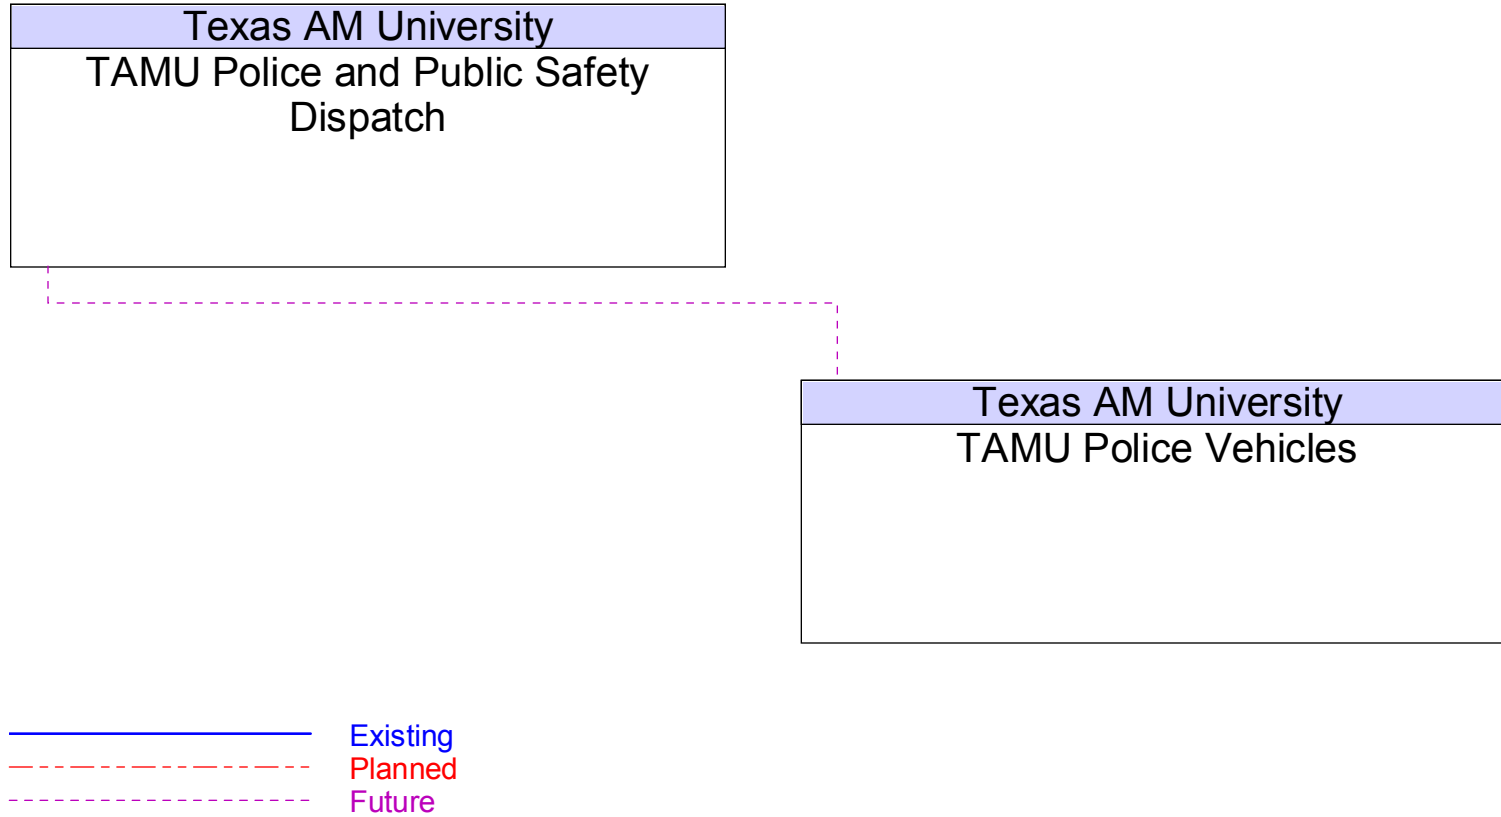 Texas AM University
TAMU Police and Public Safety
Dispatch
Texas AM University
TAMU Police Vehicles
Existing
Planned
Future